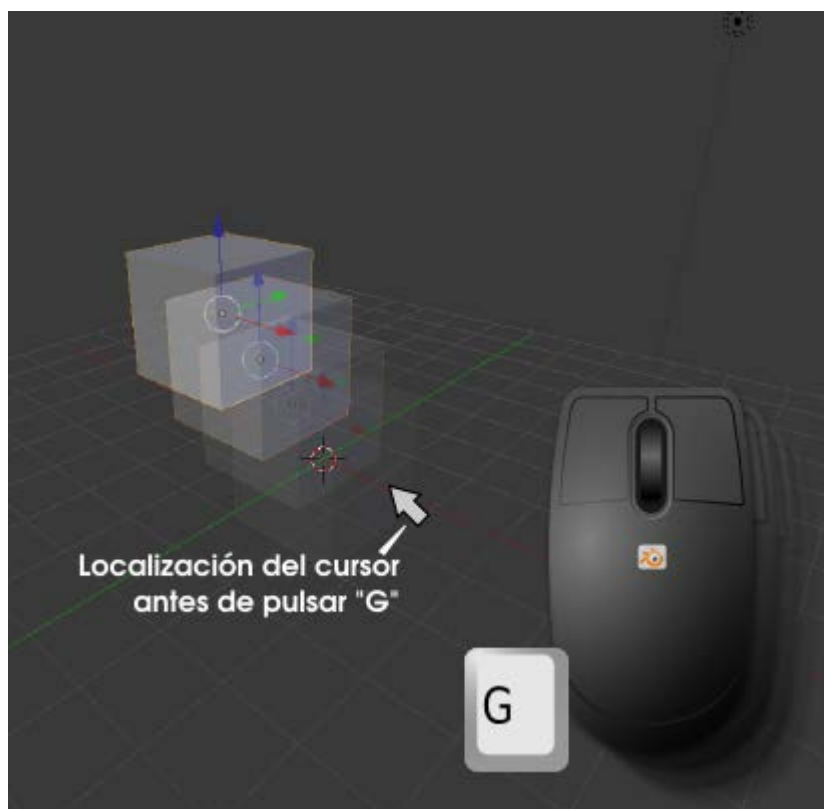 Localización del cursor
antes de pulsar "G"
G